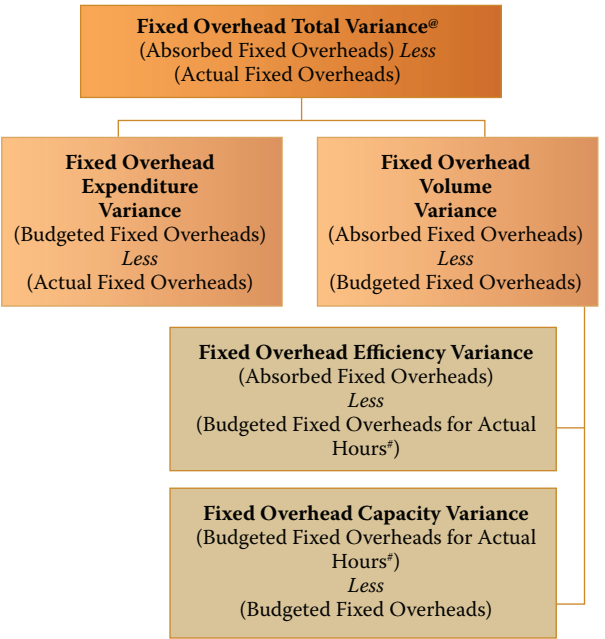 Fixed Overhead Total Variance@
(Absorbed Fixed Overheads) Less
(Actual Fixed Overheads)
Fixed Overhead
Expenditure
Variance
(Budgeted Fixed Overheads)
Less
(Actual Fixed Overheads)
Fixed Overhead
Volume
Variance
(Absorbed Fixed Overheads)
Less
(Budgeted Fixed Overheads)
Fixed Overhead Efficiency Variance
(Absorbed Fixed Overheads)
Less
(Budgeted Fixed Overheads for Actual
Hours#)
Fixed Overhead Capacity Variance
(Budgeted Fixed Overheads for Actual
Hours#)
Less
(Budgeted Fixed Overheads)